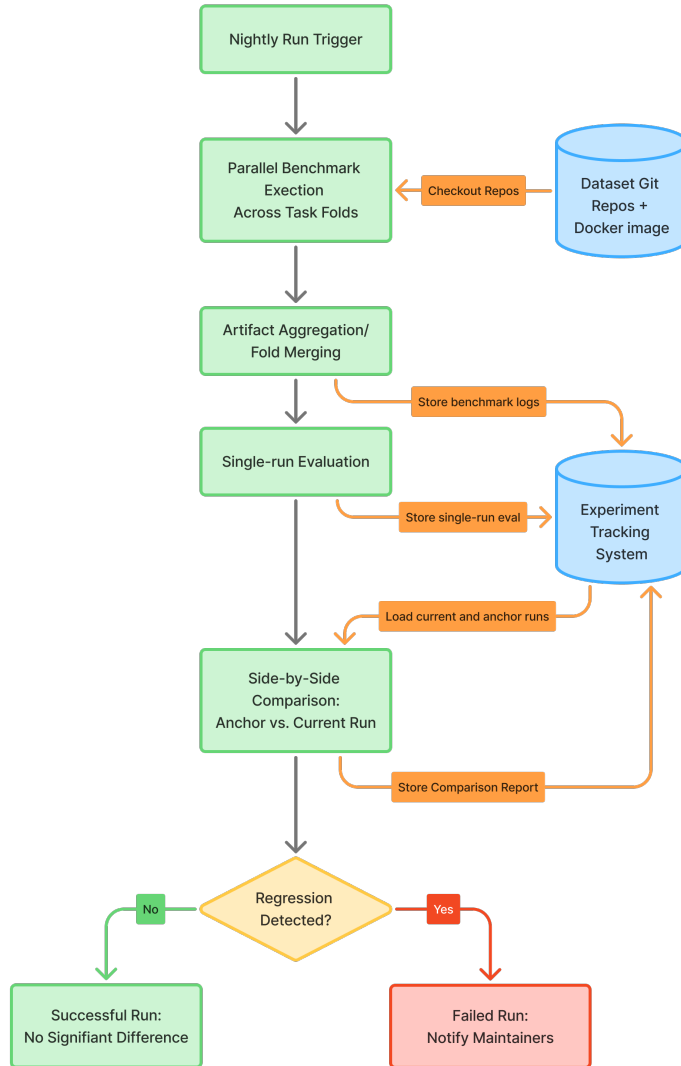 Nightly Run Trigger
Parallel Benchmark
Exection
Across Task Folds
Checkout Repos
Dataset Git
Repos +
Docker image
Artifact Aggregation/
Fold Merging
Store benchmark logs
Single-run Evaluation
Store single-run eval
Experiment
Tracking
System
Load current and anchor runs
Side-by-Side
Comparison:
Anchor vs. Current Run
Store Comparison Report
Regression
Detected?
No
Yes
Successful Run:
No Signifiant Difference
Failed Run:
Notify Maintainers